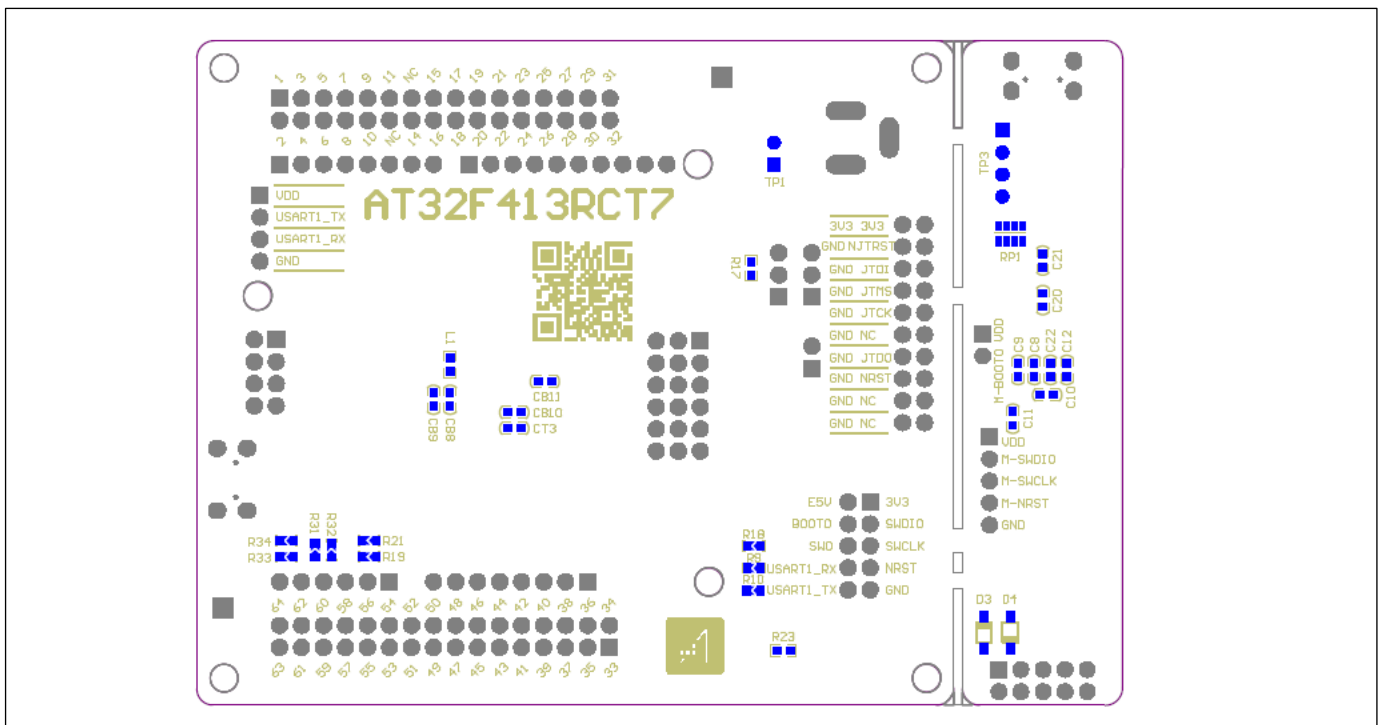 1 3 5 7 9 11 NC 15 17 19 21 23 25 27 29 31
2 4 6 8 10 NC 14 16 18 20 22 24 26 28 30 32
TP1
TP3
VDD
USART1_TX
USART1_RX
GND
AT32F413RCT7
R17
3V3 3V3
GND NJTRST
GND JTDI
GND JTMS
GND JTCK
GND NC
GND JTDO
GND NRST
GND NC
GND NC
RP1
C21
C20
M-BOOT0 VDD
C9 C8 C22 C12
C10
C11
L1
CB9 CB8
CB11
CB10
CT3
VDD
M-SWDIO
M-SWCLK
M-NRST
GND
E5V 3V3
BOOT0 SWDIO
SWO SWCLK
USART1_RX NRST
USART1_TX GND
R18
R9
R10
R34 R31 R32 R21
R33 R19
64 62 60 58 56 54 52 50 48 46 44 42 40 38 36 34
63 61 59 57 55 53 51 49 47 45 43 41 39 37 35 33
R23
D3 D4